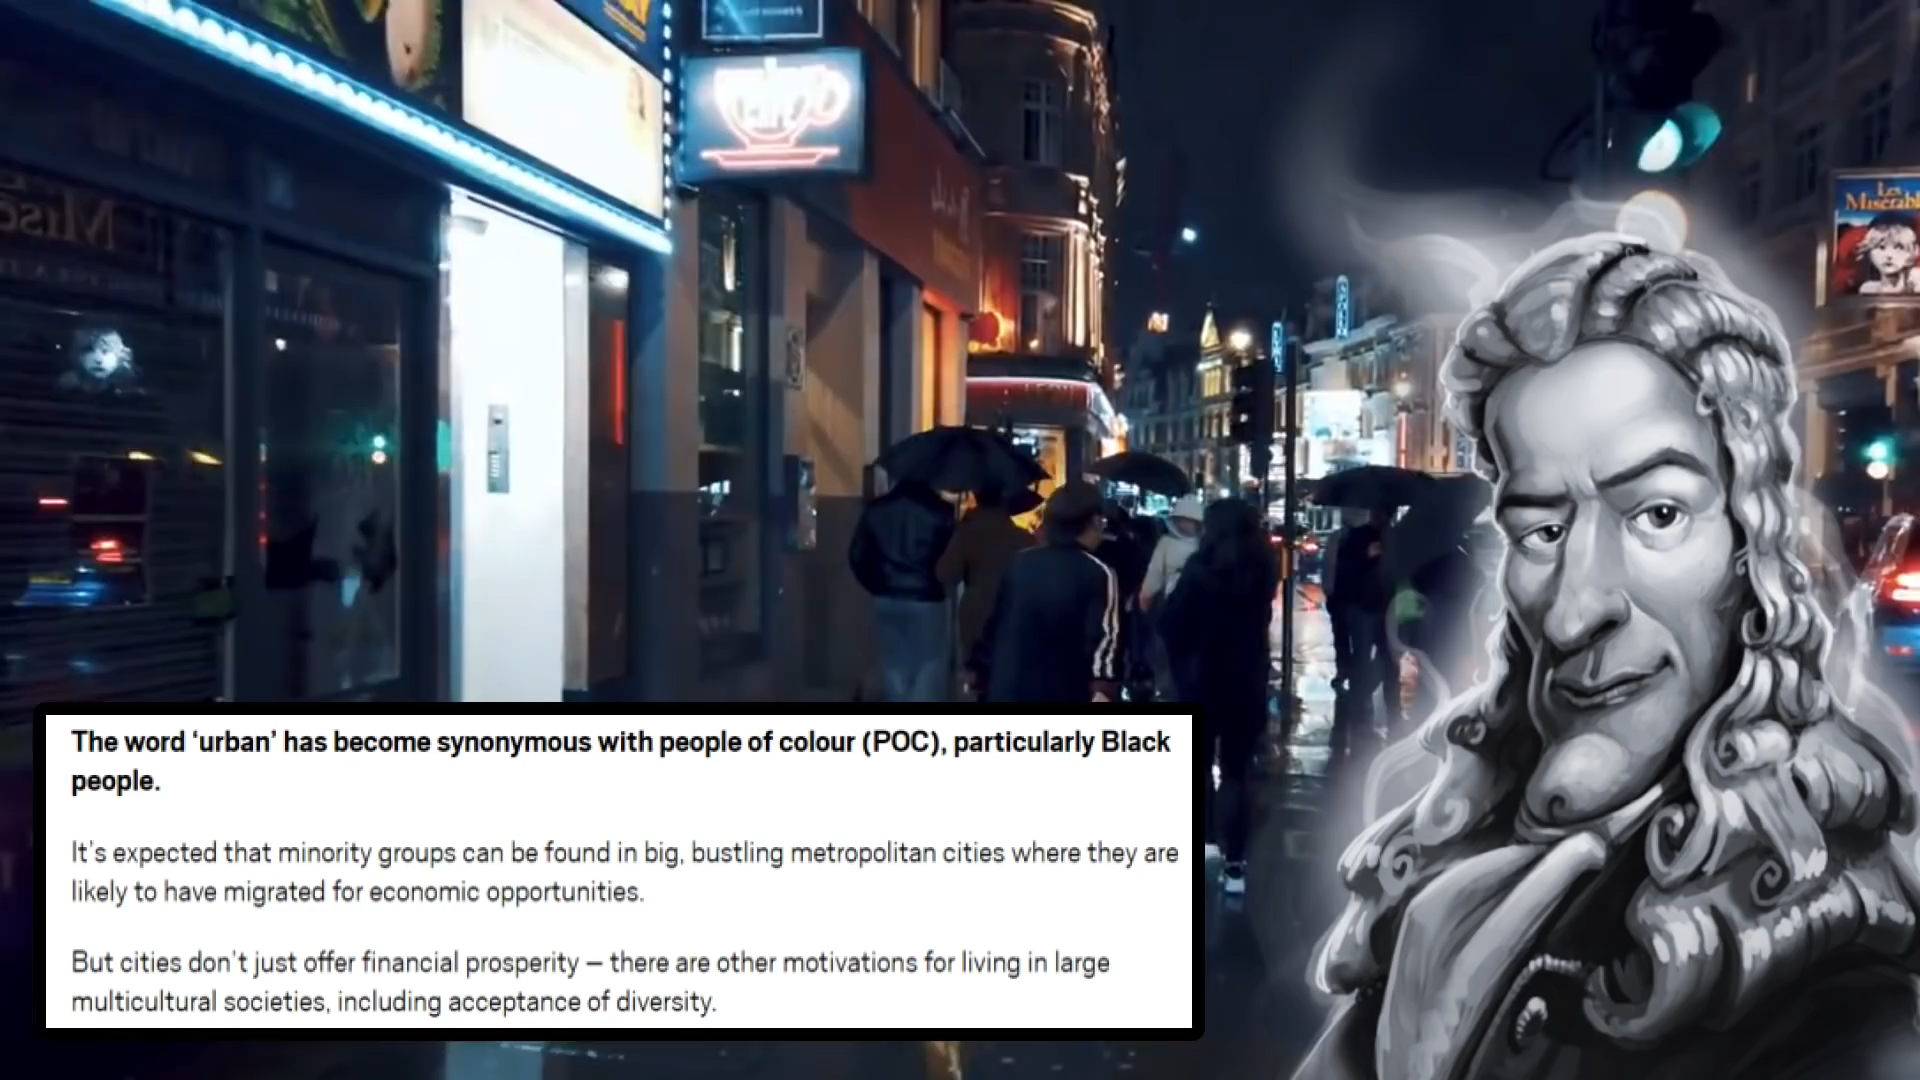 Les
Misérabl
APOLLO
LEON
The word ‘urban’ has become synonymous with people of colour (POC), particularly Black
people.
It’s expected that minority groups can be found in big, bustling metropolitan cities where they are
likely to have migrated for economic opportunities.
But cities don’t just offer financial prosperity – there are other motivations for living in large
multicultural societies, including acceptance of diversity.